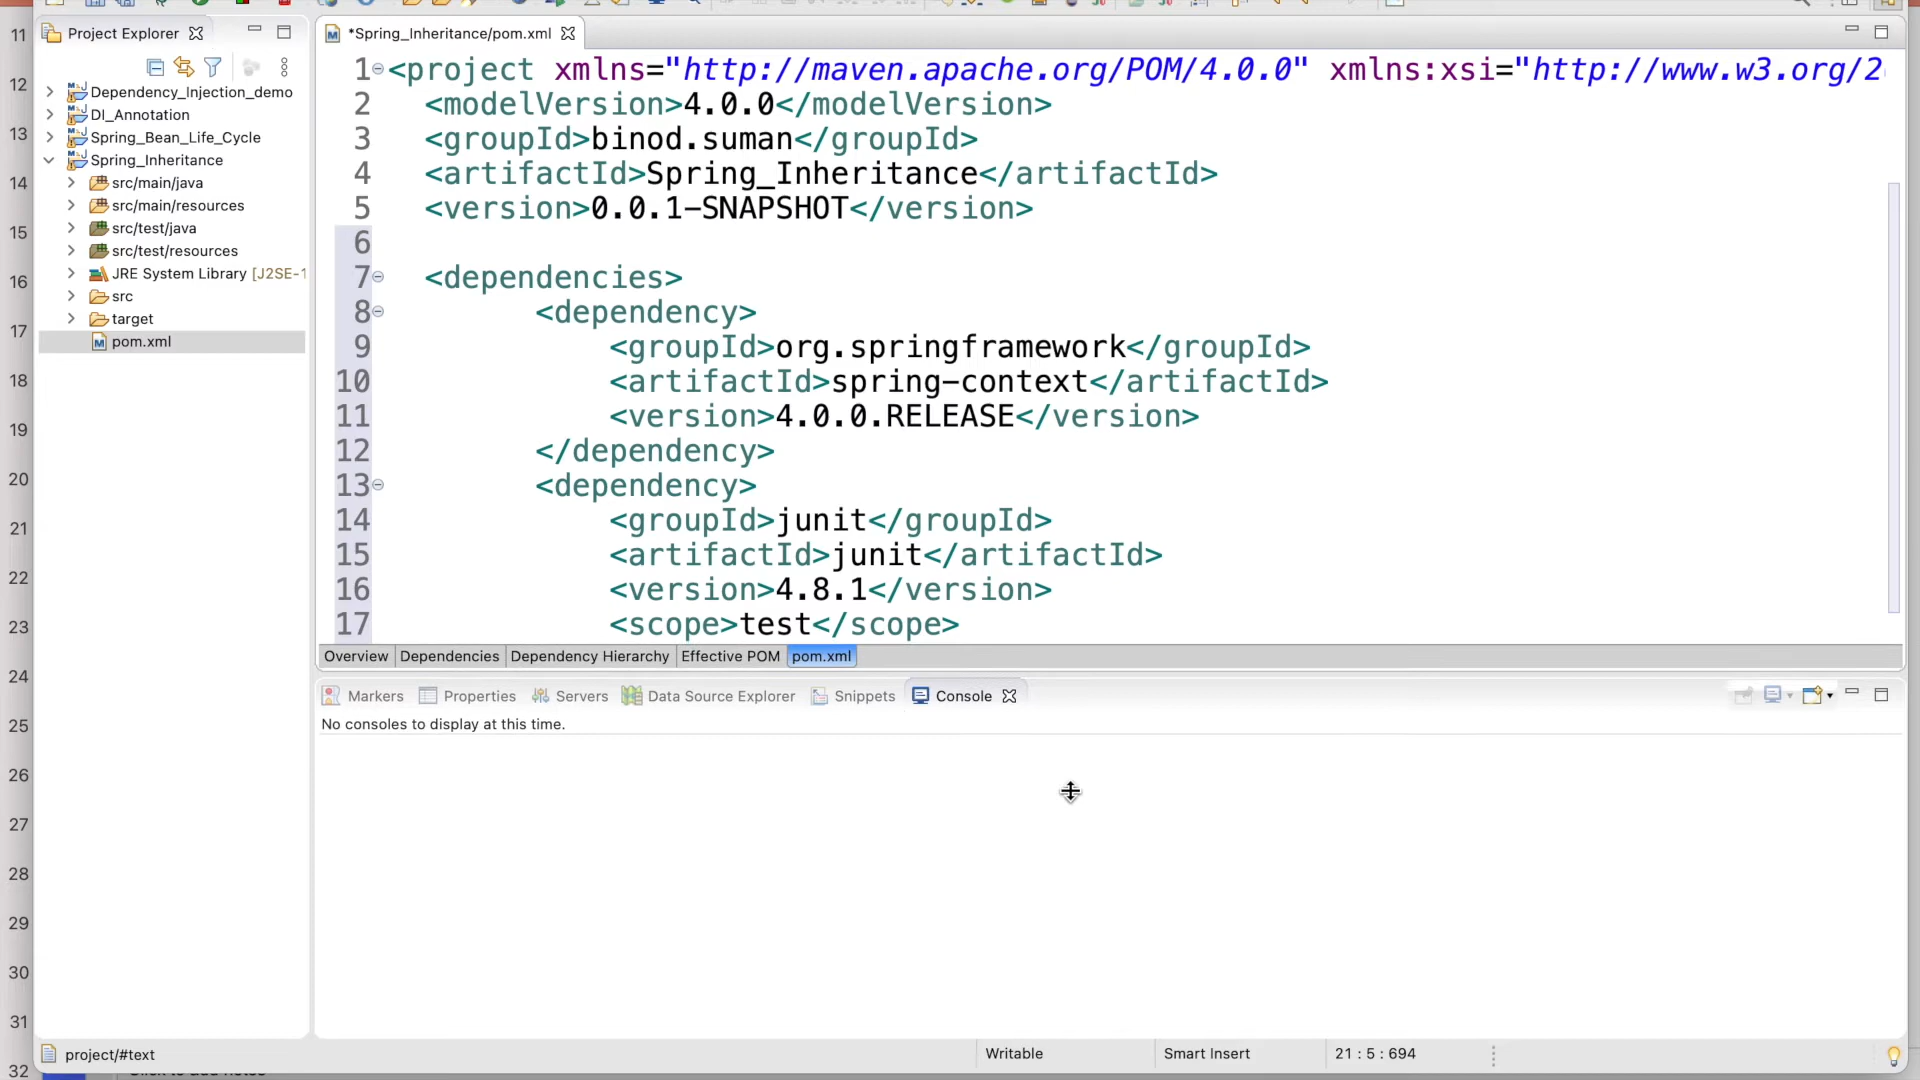 Project Explorer
Dependency_Injection_demo
DI_Annotation
Spring_Bean_Life_Cycle
Spring_Inheritance
src/main/java
src/main/resources
src/test/java
src/test/resources
JRE System Library [J2SE-1
src
target
pom.xml
*Spring_Inheritance/pom.xml
1 <project xmlns="http://maven.apache.org/POM/4.0.0" xmlns:xsi="http://www.w3.org/2
2 <modelVersion>4.0.0</modelVersion>
3 <groupId>binod.suman</groupId>
4 <artifactId>Spring_Inheritance</artifactId>
5 <version>0.0.1-SNAPSHOT</version>
6
7 <dependencies>
8 <dependency>
9 <groupId>org.springframework</groupId>
10 <artifactId>spring-context</artifactId>
11 <version>4.0.0.RELEASE</version>
12 </dependency>
13 <dependency>
14 <groupId>junit</groupId>
15 <artifactId>junit</artifactId>
16 <version>4.8.1</version>
17 <scope>test</scope>
Overview Dependencies Dependency Hierarchy Effective POM pom.xml
Markers Properties Servers Data Source Explorer Snippets Console
No consoles to display at this time.
project/#text Writable Smart Insert 21 : 5 : 694
11
12
13
14
15
16
17
18
19
20
21
22
23
24
25
26
27
28
29
30
31
32